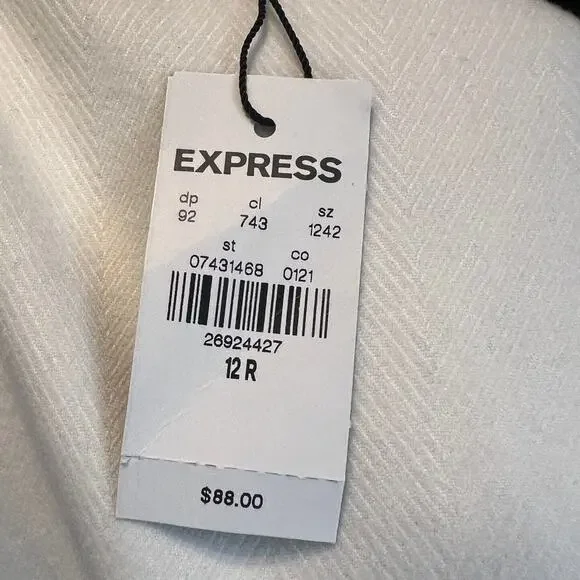 EXPRESS
dp cl sz
92 743 1242
st co
07431468 0121
26924427
12 R
$88.00